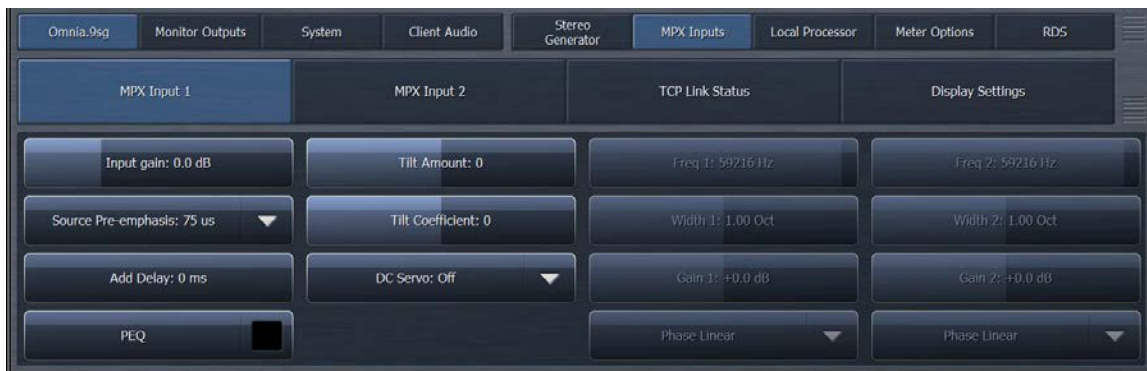 Omnia.9sg
Monitor Outputs
System
Client Audio
Stereo
Generator
MPX Inputs
Local Processor
Meter Options
RDS
MPX Input 1
MPX Input 2
TCP Link Status
Display Settings
Input gain: 0.0 dB
Tilt Amount: 0
Freq 1: 59216 Hz
Freq 2: 59216 Hz
Source Pre-emphasis: 75 us
Tilt Coefficient: 0
Width 1: 1.00 Oct
Width 2: 1.00 Oct
Add Delay: 0 ms
DC Servo: Off
Gain 1: +0.0 dB
Gain 2: +0.0 dB
PEQ
Phase Linear
Phase Linear